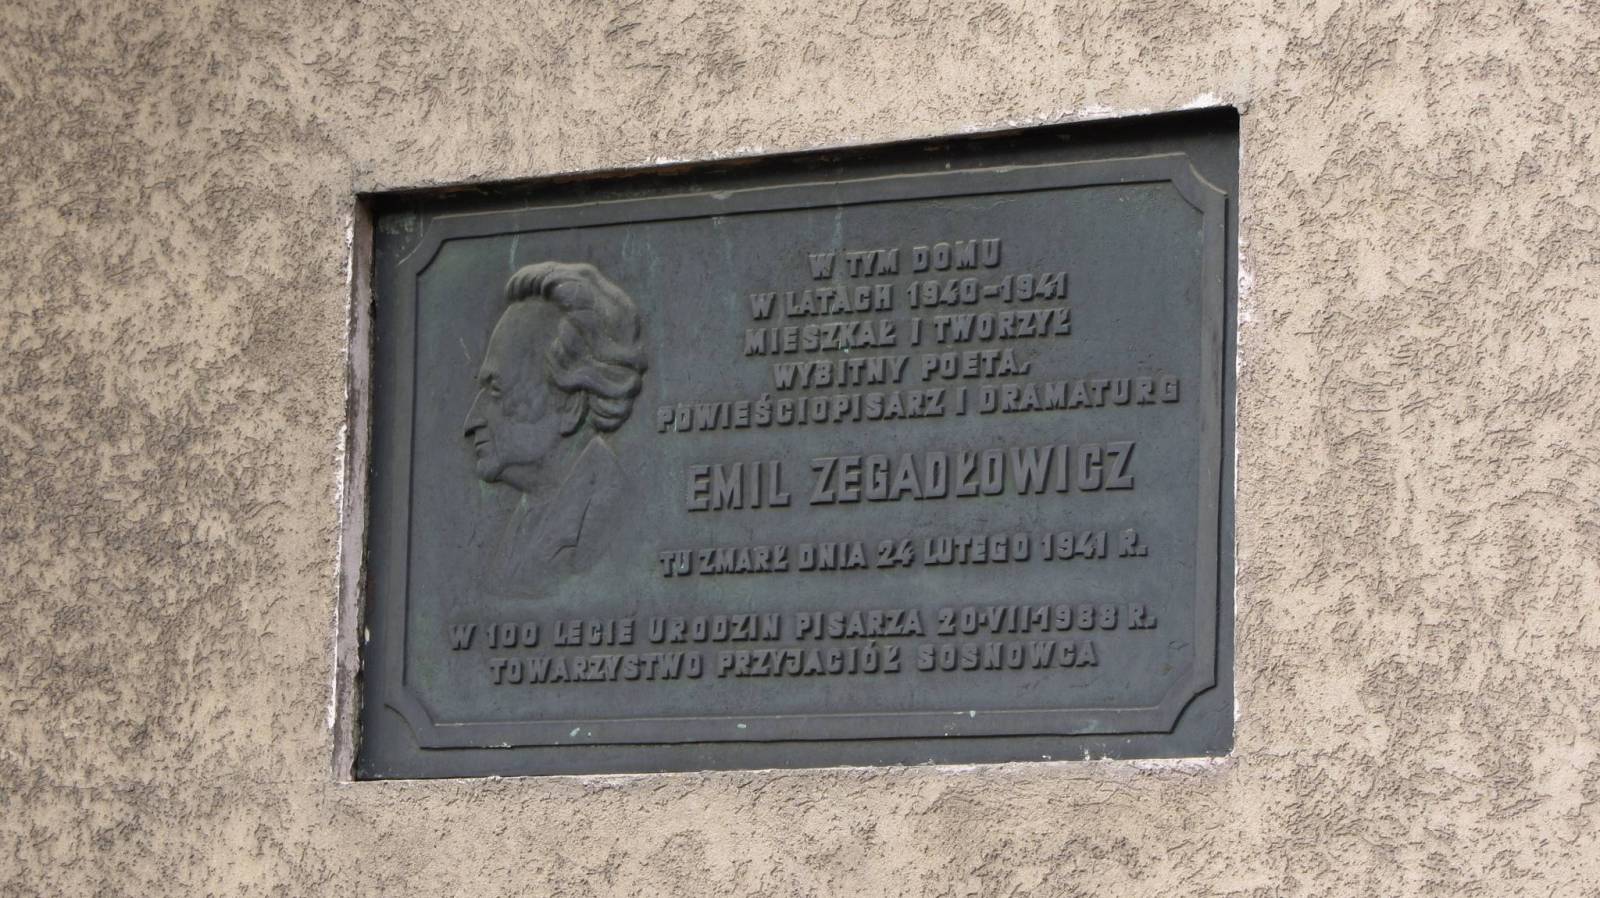 W TYM DOMU
W LATACH 1940-1941
MIESZKAŁ I TWORZYŁ
WYBITNY POETA,
POWIEŚCIOPISARZ I DRAMATURG
EMIL ZEGADŁOWICZ
TU ZMARŁ DNIA 24 LUTEGO 1941 R.
W 100 LECIE URODZIN PISARZA 20·VII·1988 R.
TOWARZYSTWO PRZYJACIÓŁ SOSNOWCA